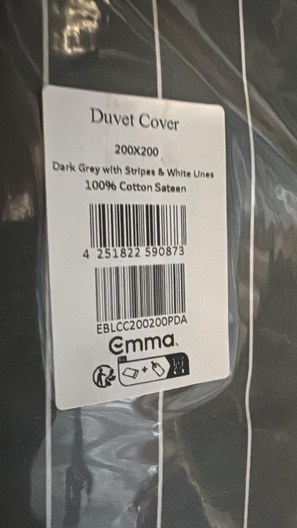 Duvet Cover
200X200
Dark Grey with Stripes & White Lines
100% Cotton Sateen
4 251822 590873
EBLCC200200PDA
Emma.